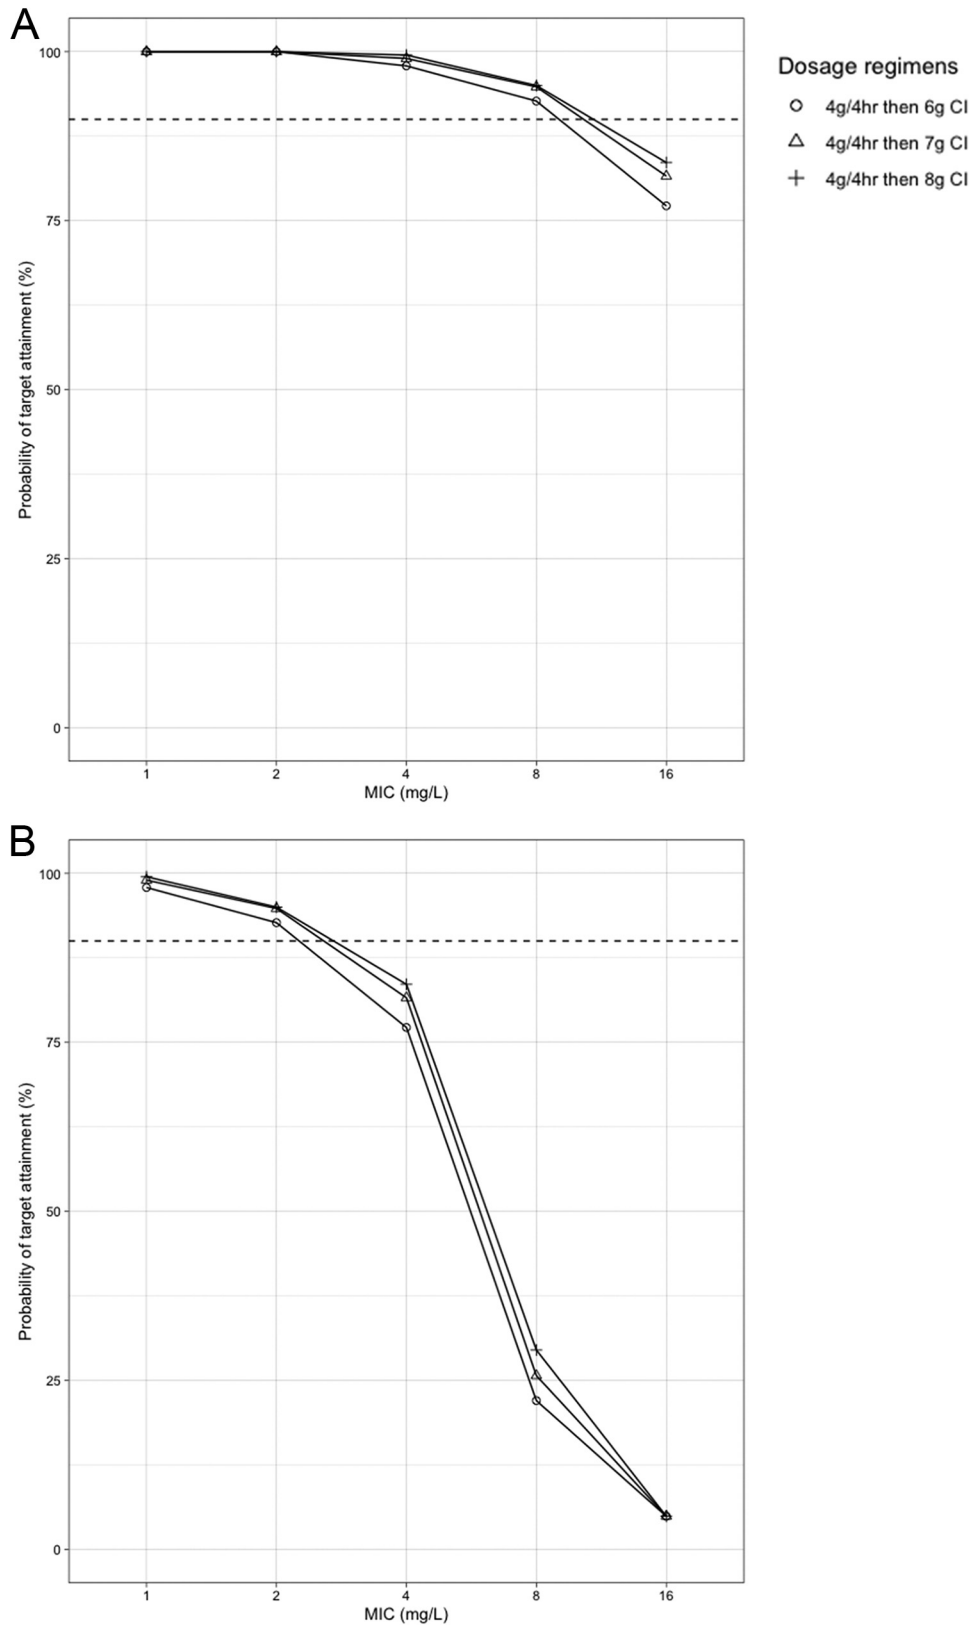 A
100
75
50
25
0
Probability of target attainment (%)
1 2 4 8 16
MIC (mg/L)
Dosage regimens
4g/4hr then 6g CI
4g/4hr then 7g CI
4g/4hr then 8g CI
B
100
75
50
25
0
Probability of target attainment (%)
1 2 4 8 16
MIC (mg/L)